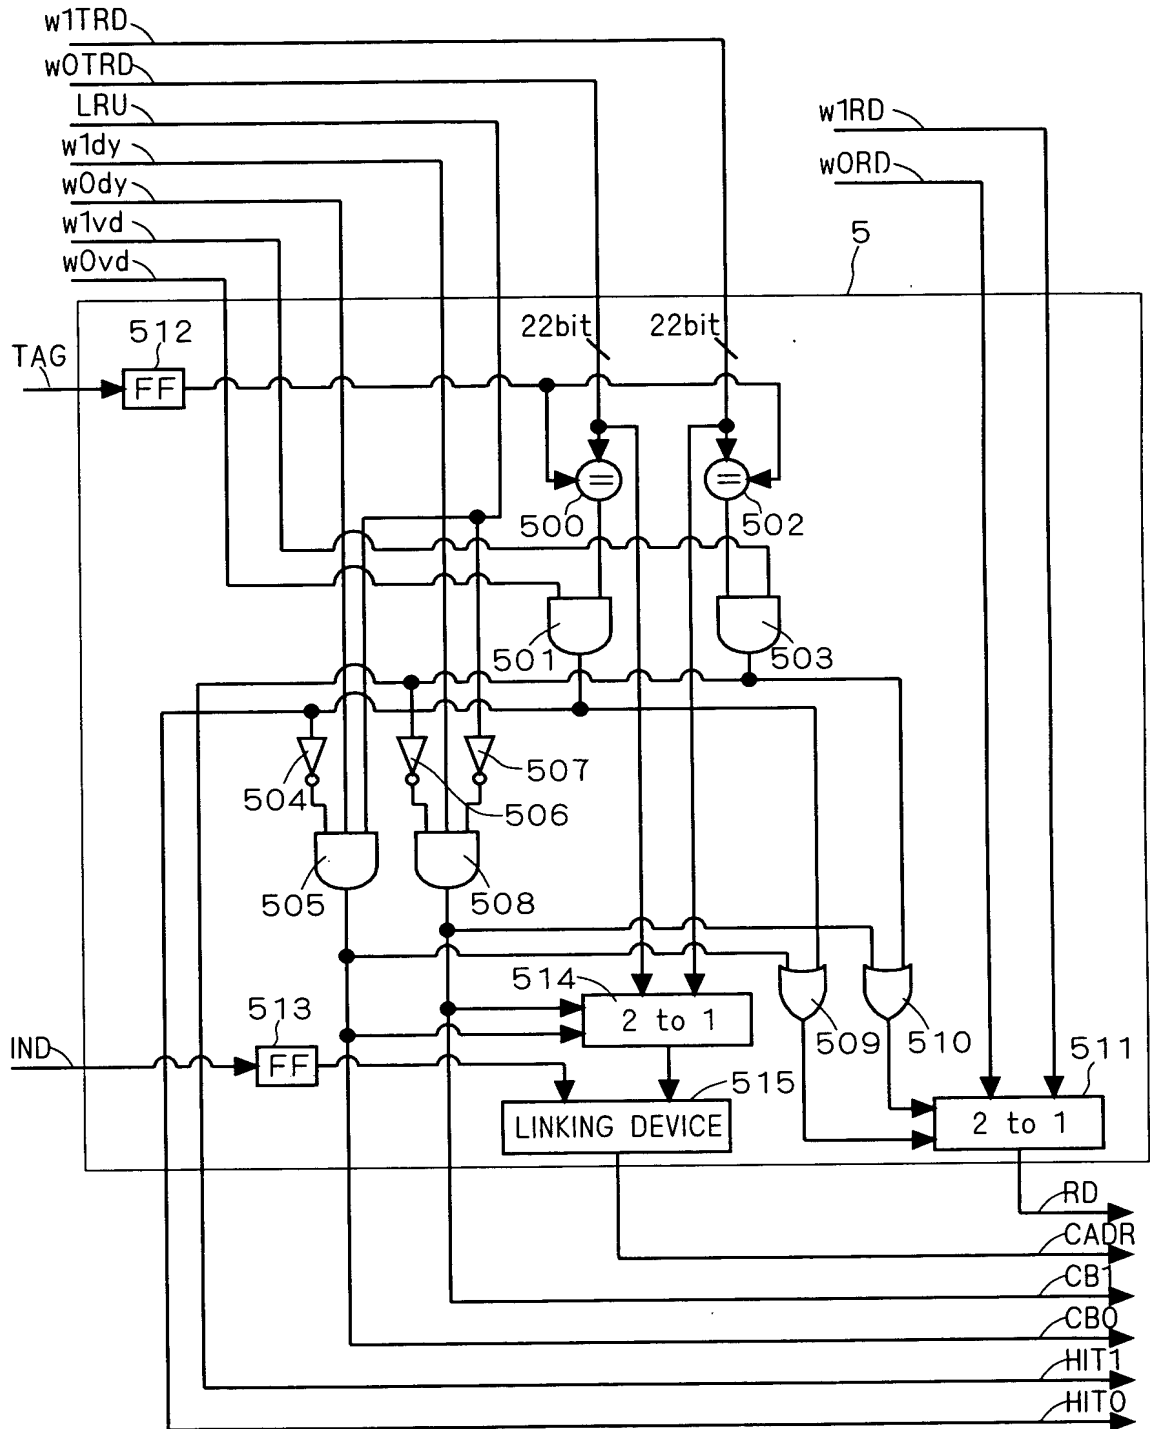 w1TRD
w0TRD
LRU
w1dy
w0dy
w1vd
w0vd
w1RD
w0RD
5
TAG
512
FF
22bit
22bit
=
=
500
502
501
503
504
506
507
505
508
514
2 to 1
509
510
511
2 to 1
IND
513
FF
515
LINKING DEVICE
RD
CADR
CB1
CB0
HIT1
HIT0